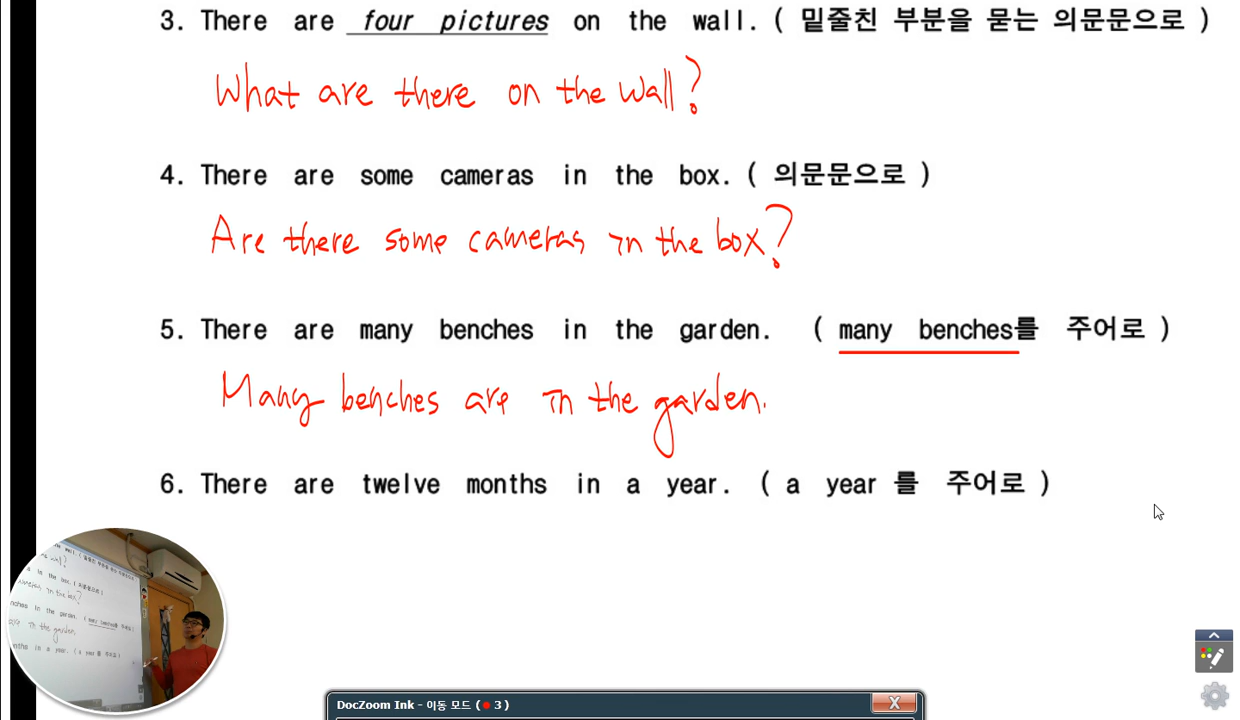 3. There are four pictures on the wall. ( 밑줄친 부분을 묻는 의문문으로 )
What are there on the wall?
4. There are some cameras in the box. ( 의문문으로 )
Are there some cameras in the box?
5. There are many benches in the garden. ( many benches를 주어로 )
Many benches are in the garden.
6. There are twelve months in a year. ( a year 를 주어로 )
DocZoom Ink - 이동 모드 ( 3 )